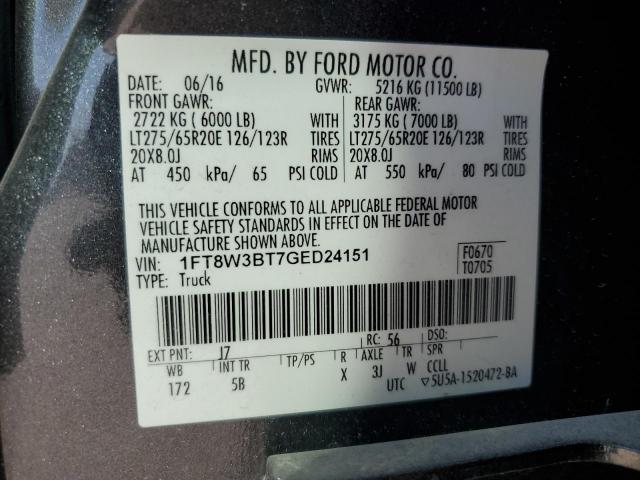 MFD. BY FORD MOTOR CO.
DATE: 06/16 GVWR: 5216 KG (11500 LB)
FRONT GAWR: REAR GAWR:
2722 KG ( 6000 LB) 3175 KG ( 7000 LB)
LT275/65R20E 126/123R TIRES LT275/65R20E 126/123R TIRES
20X8.0J RIMS 20X8.0J RIMS
AT 450 kPa/ 65 PSI COLD AT 550 kPa/ 80 PSI COLD
THIS VEHICLE CONFORMS TO ALL APPLICABLE FEDERAL MOTOR
VEHICLE SAFETY STANDARDS IN EFFECT ON THE DATE OF
MANUFACTURE SHOWN ABOVE.
VIN: 1FT8W3BT7GED24151 F0670
TYPE: Truck T0705
EXT PNT: J7 RC: 56 DSO:
WB INT TR TP/PS R AXLE TR SPR
172 5B X 3J W CCLL
UTC ▽5U5A-1520472-BA